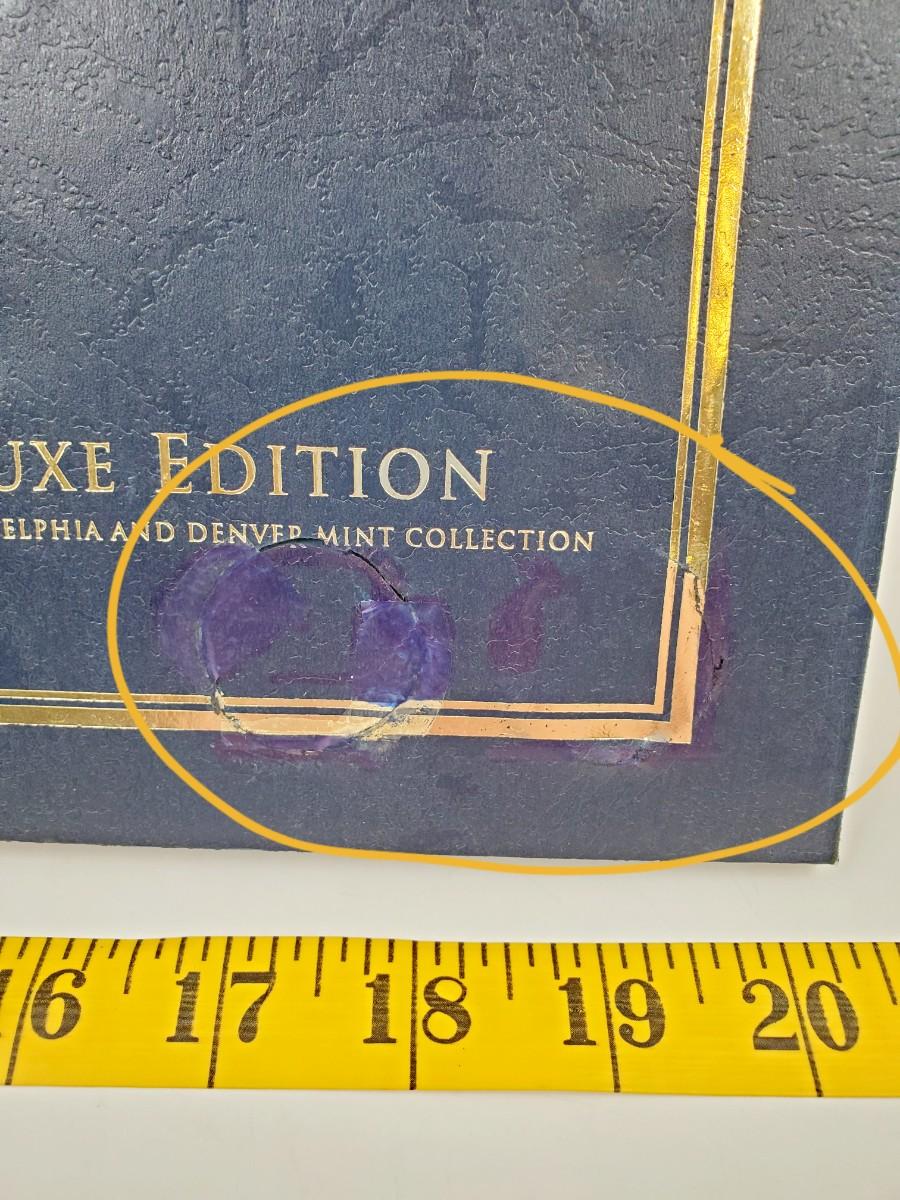 UXE EDITION
ELPHIA AND DENVER MINT COLLECTION
16 17 18 19 20